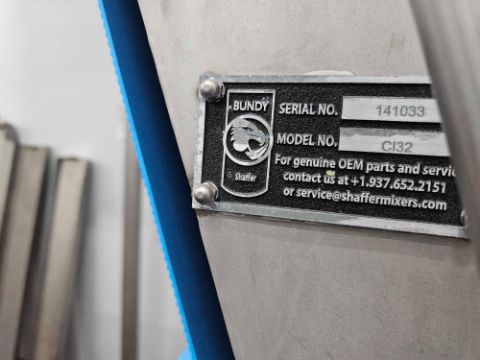 BUNDY
Shaffer
SERIAL NO. 141033
MODEL NO. CI32
For genuine OEM parts and servic
contact us at +1.937.652.2151
or service@shaffermixers.com